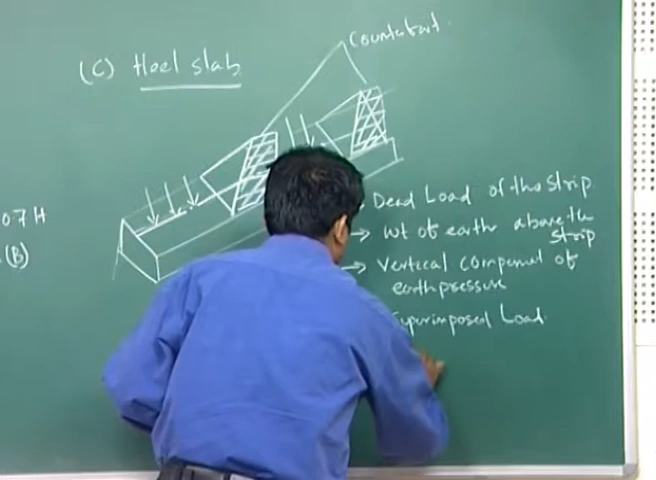 (C) Heel slab
Counterfort.
07H
(B)
Dead Load of the strip
→ wt of earth above the
strip
→ Vertical component of
earth pressure
Superimposed Load.